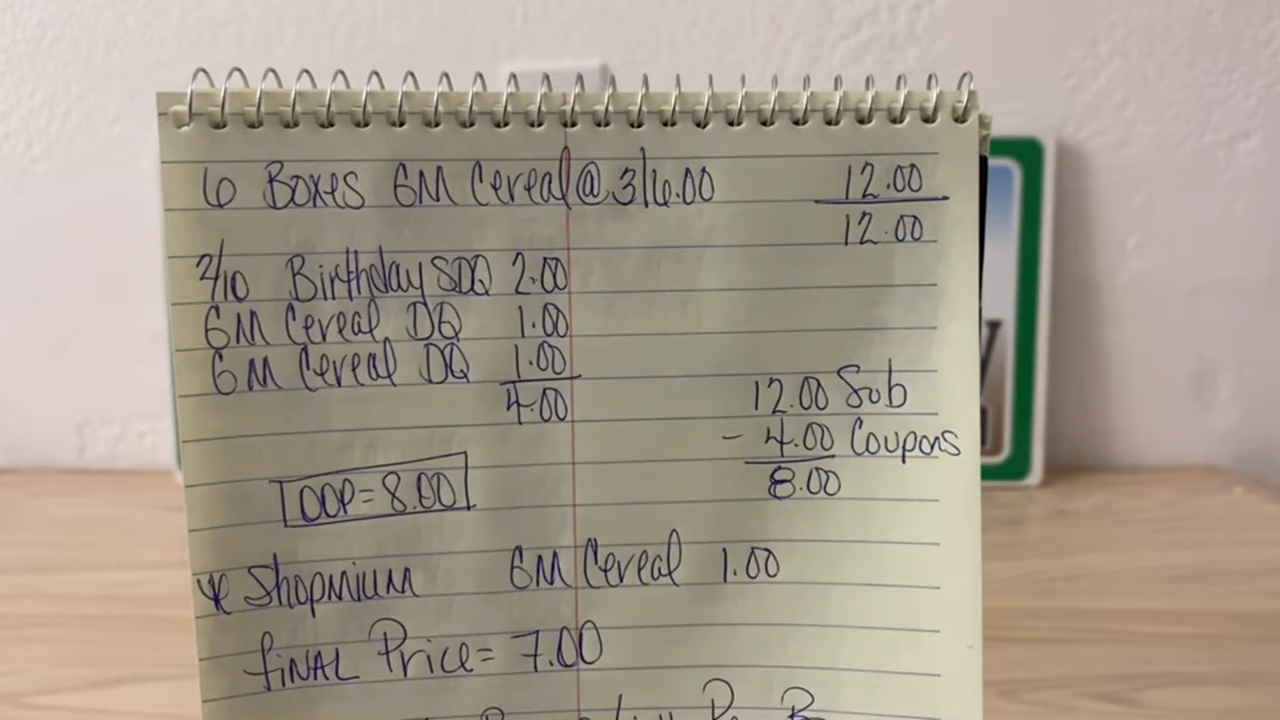 6 Boxes GM Cereal @ 3/6.00 12.00
12.00
2/10 Birthday SDQ 2.00
GM Cereal DQ 1.00
GM Cereal DQ 1.00
4.00
12.00 Sub
- 4.00 Coupons
8.00
OOP = 8.00
* Shopmium GM Cereal 1.00
fiNAL Price = 7.00